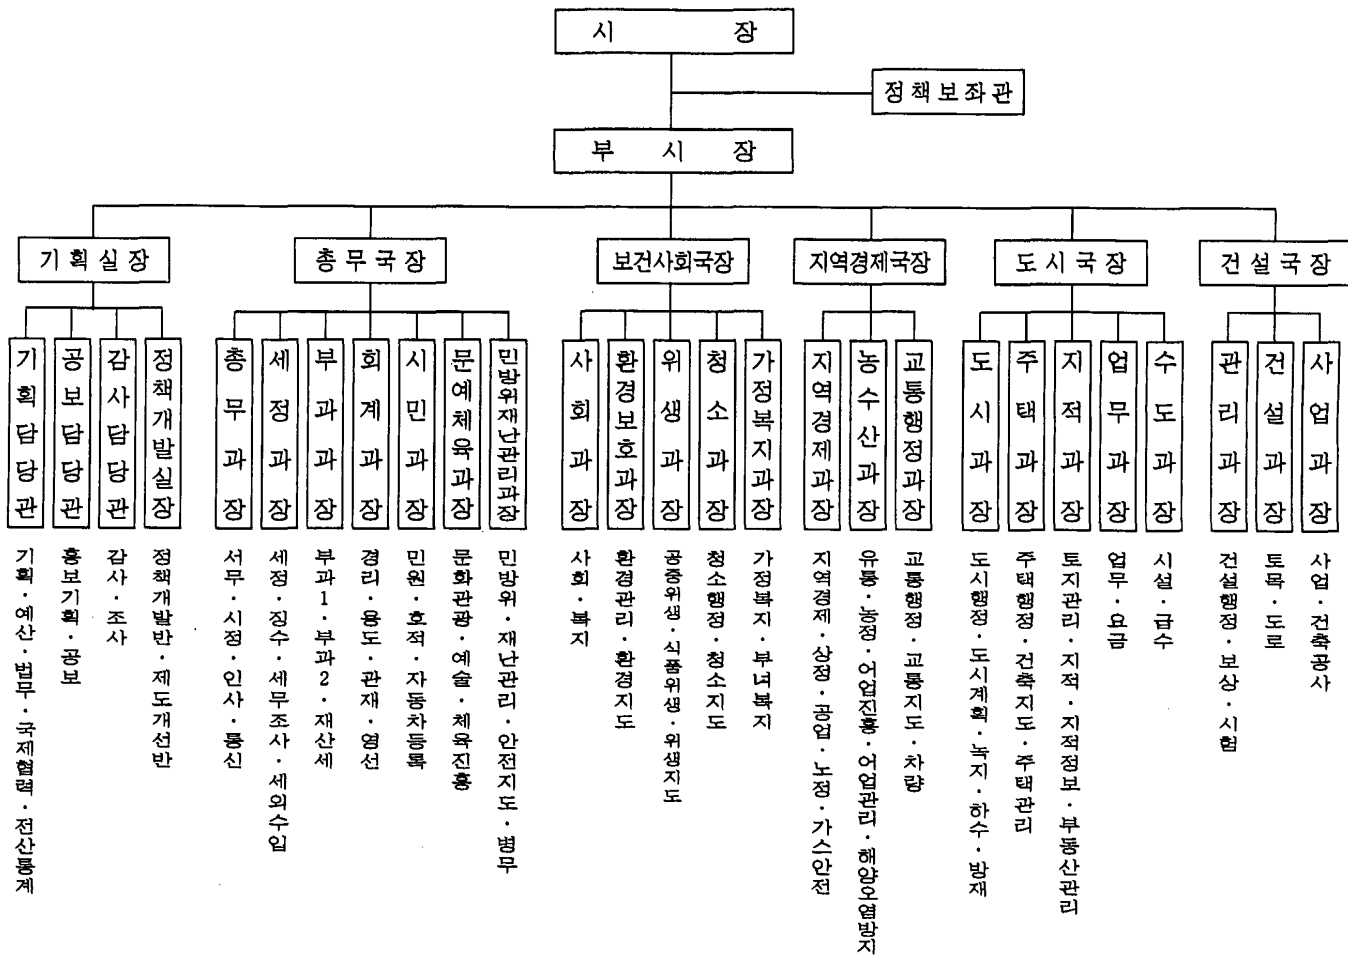 시 장
정책보좌관
부 시 장
기획실장
총무국장
보건사회국장
지역경제국장
도시국장
건설국장
기획담당관
공보담당관
감사담당관
정책개발실장
총무과장
세정과장
부과과장
회계과장
시민과장
문예체육과장
민방위재난관리과장
사회과장
환경보호과장
위생과장
청소과장
가정복지과장
지역경제과장
농수산과장
교통행정과장
도시과장
주택과장
지적과장
업무과장
수도과장
관리과장
건설과장
사업과장
기획·예산·법무·국제협력·전산통계
홍보기획·공보
감사·조사
정책개발반·제도개선반
서무·시정·인사·통신
세정·징수·세무조사·세외수입
부과1·부과2·재산세
경리·용도·관재·영선
민원·호적·자동차등록
문화관광·예술·체육진흥
민방위·재난관리·안전지도·병무
사회·복지
환경관리·환경지도
공중위생·식품위생·위생지도
청소행정·청소지도
가정복지·부녀복지
지역경제·상정·공업·노정·가스안전
유통·농정·어업진흥·어업관리·해양오염방지
교통행정·교통지도·차량
도시행정·도시계획·녹지·하수·방재
주택행정·건축지도·주택관리
토지관리·지적·지적정보·부동산관리
업무·요금
시설·급수
건설행정·보상·시험
토목·도로
사업·건축공사